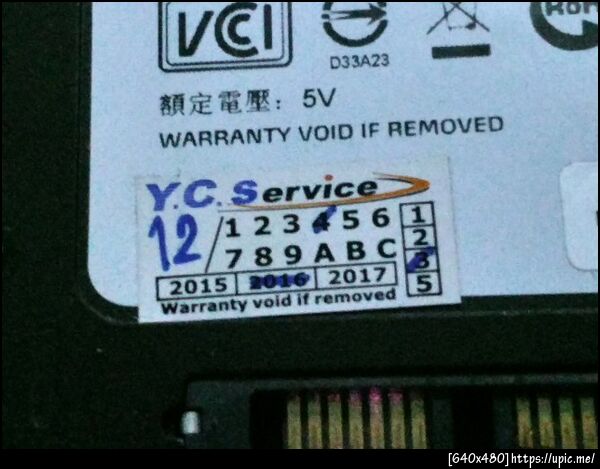 VCI
D33A23
額定電壓: 5V
WARRANTY VOID IF REMOVED
Y.C. Service
12 / 1 2 3 4 5 6
7 8 9 A B C
1
2
3
5
2015 2016 2017
Warranty void if removed
[640x480]https://upic.me/